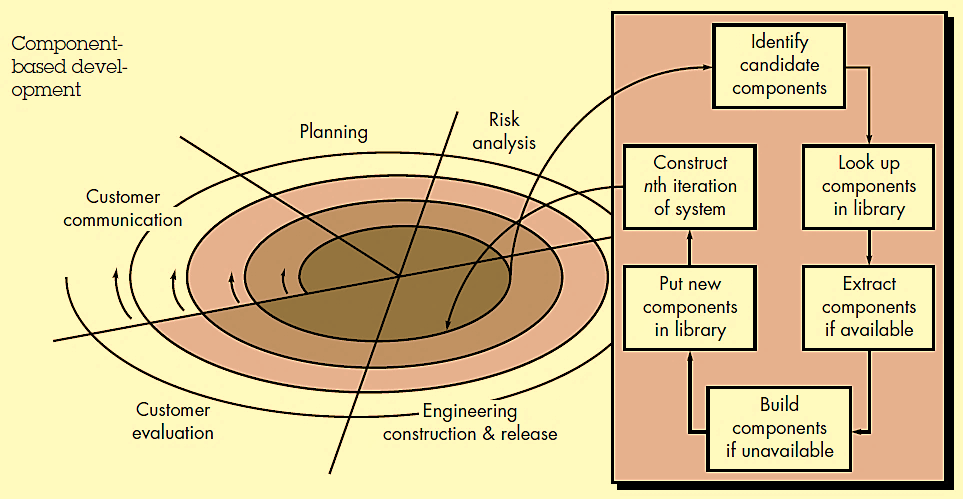 Component-
based devel-
opment
Planning
Risk
analysis
Customer
communication
Customer
evaluation
Engineering
construction & release
Identify
candidate
components
Look up
components
in library
Extract
components
if available
Build
components
if unavailable
Put new
components
in library
Construct
nth iteration
of system